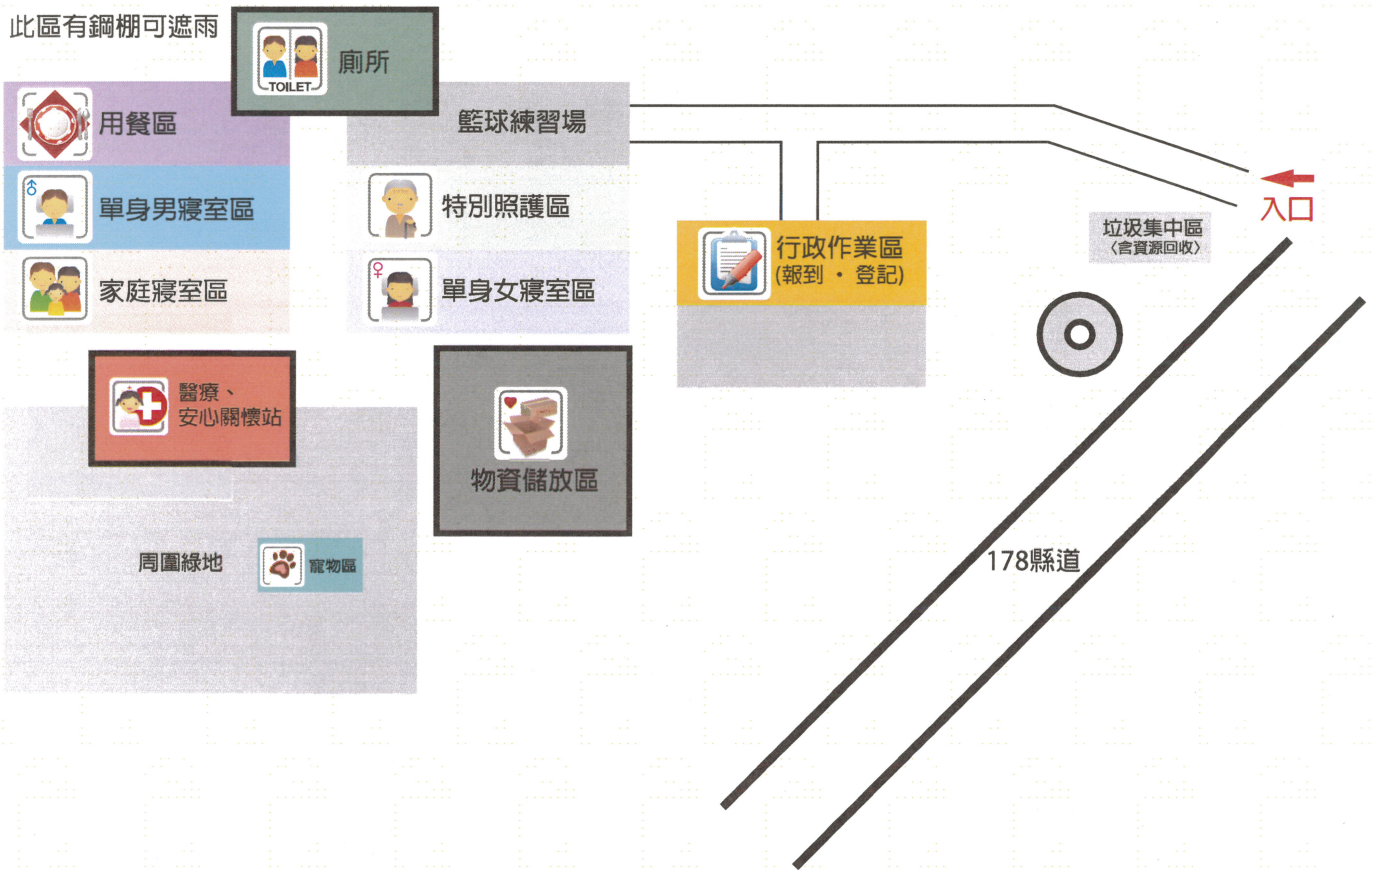 此區有鋼棚可遮雨
TOILET
廁所
用餐區
籃球練習場
單身男寢室區
特別照護區
入口
垃圾集中區
〈含資源回收〉
行政作業區
(報到 · 登記)
家庭寢室區
單身女寢室區
醫療、
安心關懷站
物資儲放區
周圍綠地
寵物區
178縣道